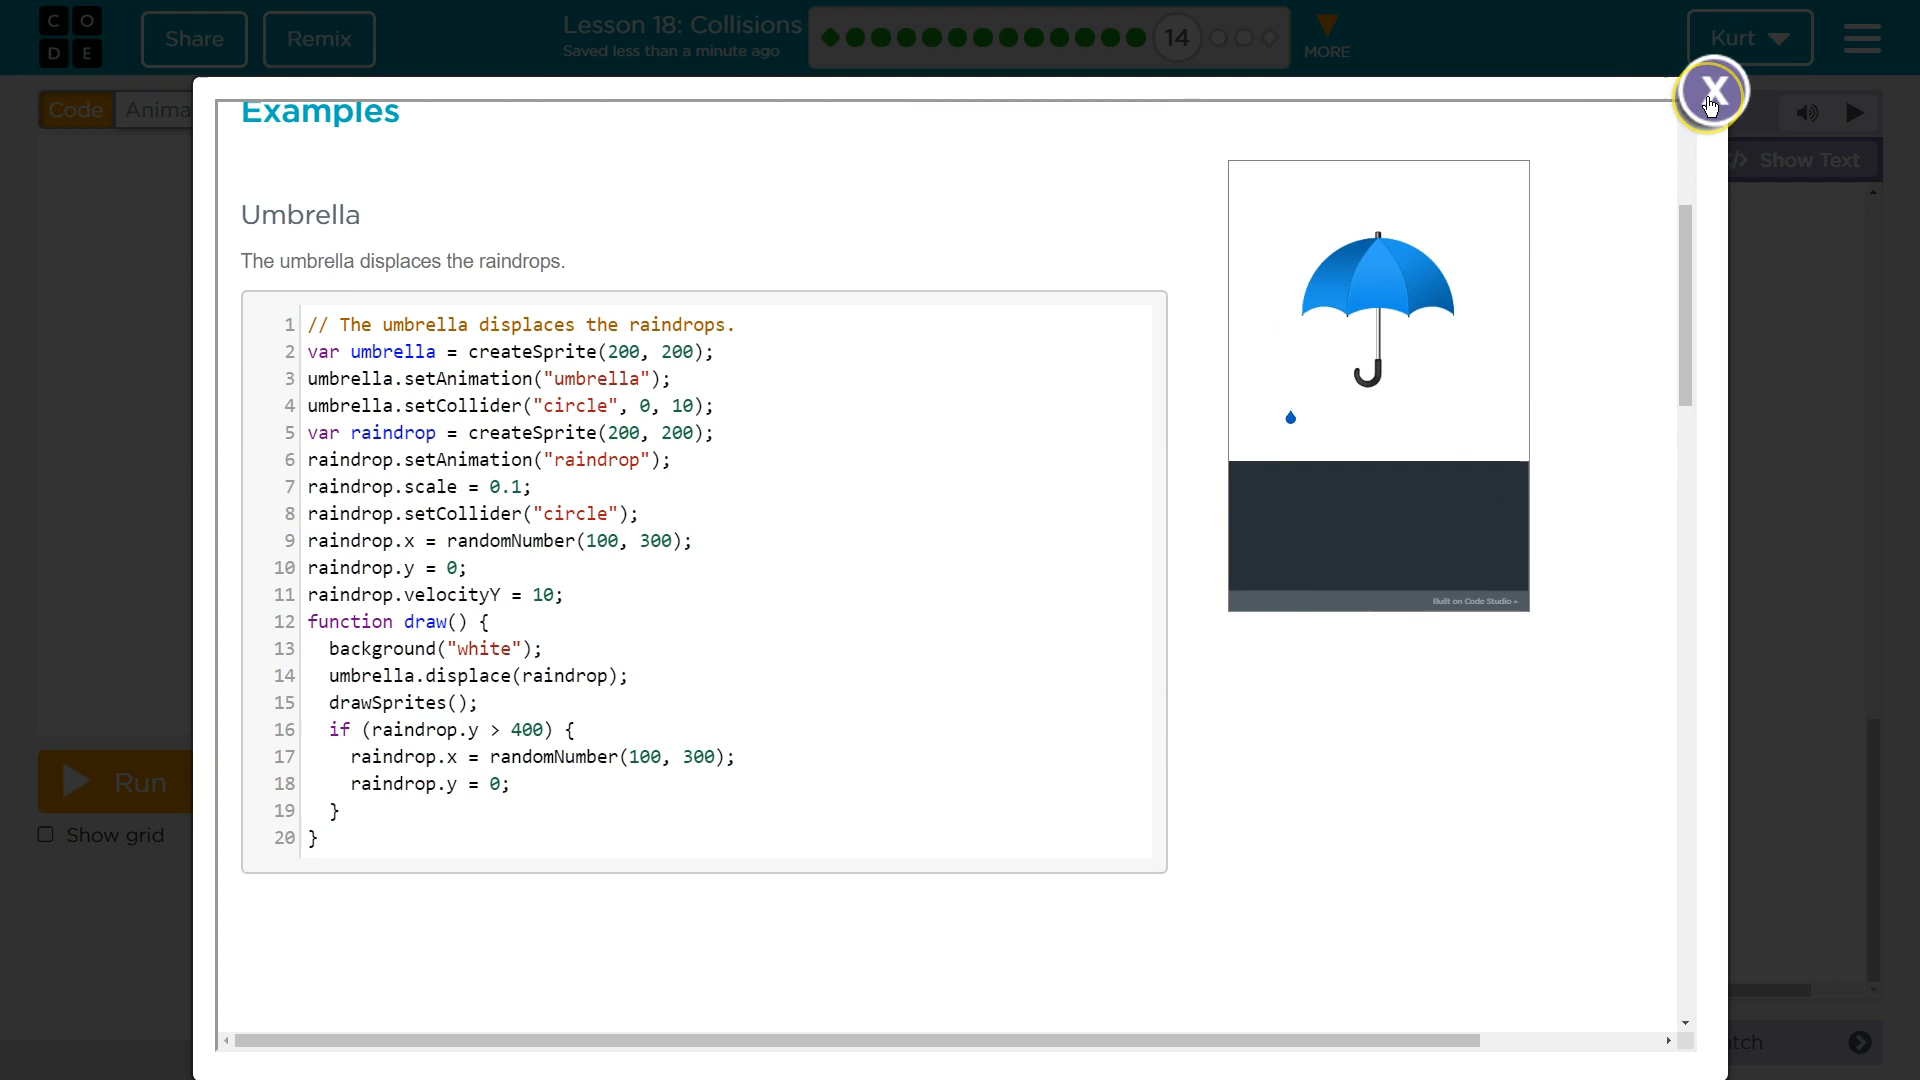 C O
D E
Share
Remix
Lesson 18: Collisions
Saved less than a minute ago
14
MORE
Kurt
X
Code
Anima
Show Text
Examples
Umbrella
The umbrella displaces the raindrops.
1 // The umbrella displaces the raindrops.
2 var umbrella = createSprite(200, 200);
3 umbrella.setAnimation("umbrella");
4 umbrella.setCollider("circle", 0, 10);
5 var raindrop = createSprite(200, 200);
6 raindrop.setAnimation("raindrop");
7 raindrop.scale = 0.1;
8 raindrop.setCollider("circle");
9 raindrop.x = randomNumber(100, 300);
10 raindrop.y = 0;
11 raindrop.velocityY = 10;
12 function draw() {
13 background("white");
14 umbrella.displace(raindrop);
15 drawSprites();
16 if (raindrop.y > 400) {
17 raindrop.x = randomNumber(100, 300);
18 raindrop.y = 0;
19 }
20 }
Built on Code Studio
Run
Show grid
tch